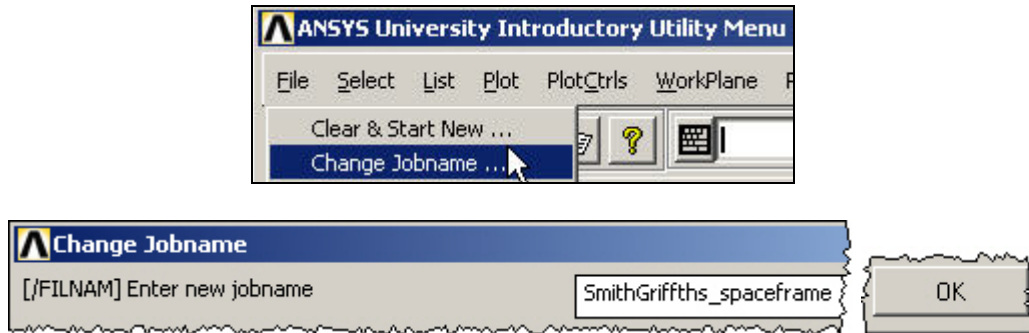 ANSYS University Introductory Utility Menu
File Select List Plot PlotCtrls WorkPlane
Clear & Start New ...
Change Jobname ...
Change Jobname
[/FILNAM] Enter new jobname SmithGriffths_spaceframe
OK